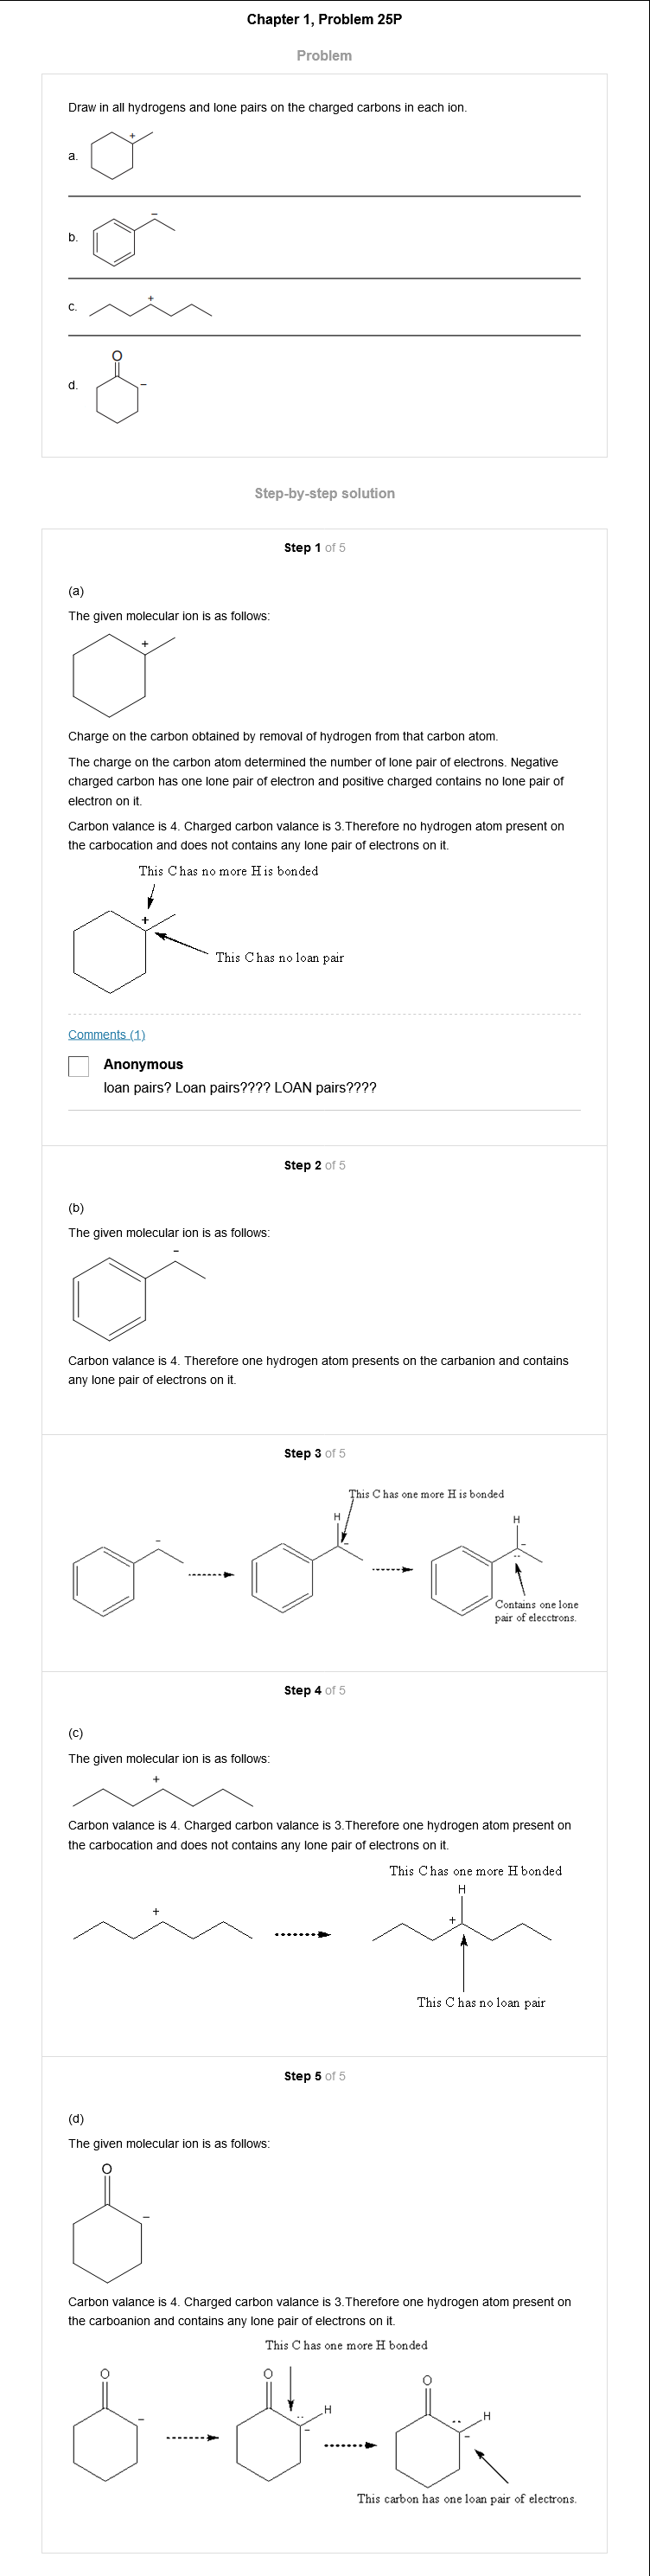 Chapter 1, Problem 25P
Problem
Draw in all hydrogens and lone pairs on the charged carbons in each ion.
a.
+
b.
−
c.
+
d.
O
−
Step-by-step solution
Step 1 of 5
(a)
The given molecular ion is as follows:
+
Charge on the carbon obtained by removal of hydrogen from that carbon atom.
The charge on the carbon atom determined the number of lone pair of electrons. Negative
charged carbon has one lone pair of electron and positive charged contains no lone pair of
electron on it.
Carbon valance is 4. Charged carbon valance is 3.Therefore no hydrogen atom present on
the carbocation and does not contains any lone pair of electrons on it.
This C has no more H is bonded
+
This C has no loan pair
Comments (1)
Anonymous
loan pairs? Loan pairs???? LOAN pairs????
Step 2 of 5
(b)
The given molecular ion is as follows:
−
Carbon valance is 4. Therefore one hydrogen atom presents on the carbanion and contains
any lone pair of electrons on it.
Step 3 of 5
This C has one more H is bonded
H
H
−
−
−
..
Contains one lone
pair of elecctrons.
Step 4 of 5
(c)
The given molecular ion is as follows:
+
Carbon valance is 4. Charged carbon valance is 3.Therefore one hydrogen atom present on
the carbocation and does not contains any lone pair of electrons on it.
This C has one more H bonded
H
+
+
This C has no loan pair
Step 5 of 5
(d)
The given molecular ion is as follows:
O
−
Carbon valance is 4. Charged carbon valance is 3.Therefore one hydrogen atom present on
the carboanion and contains any lone pair of electrons on it.
This C has one more H bonded
O
O
O
−
..
H
−
..
H
−
This carbon has one loan pair of electrons.